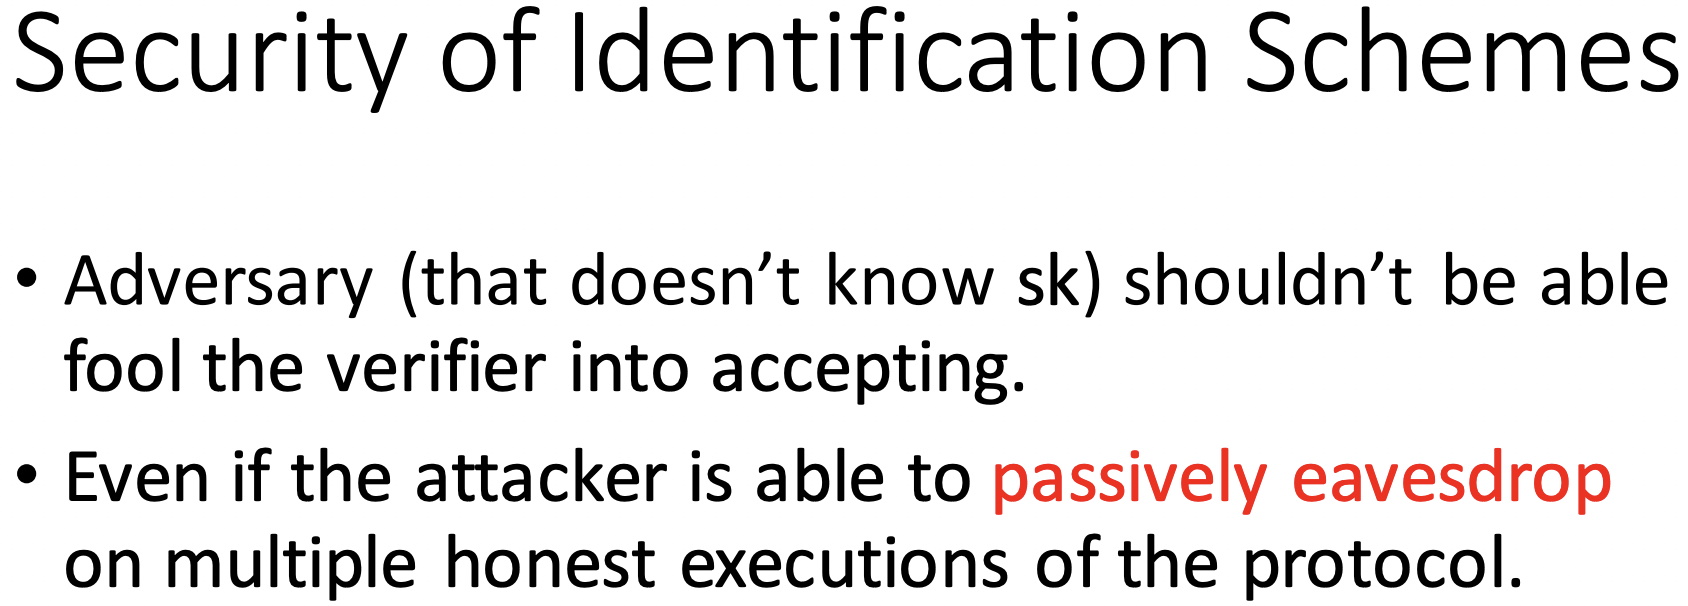 Security of Identification Schemes
• Adversary (that doesn’t know sk) shouldn’t be able
fool the verifier into accepting.
• Even if the attacker is able to passively eavesdrop
on multiple honest executions of the protocol.